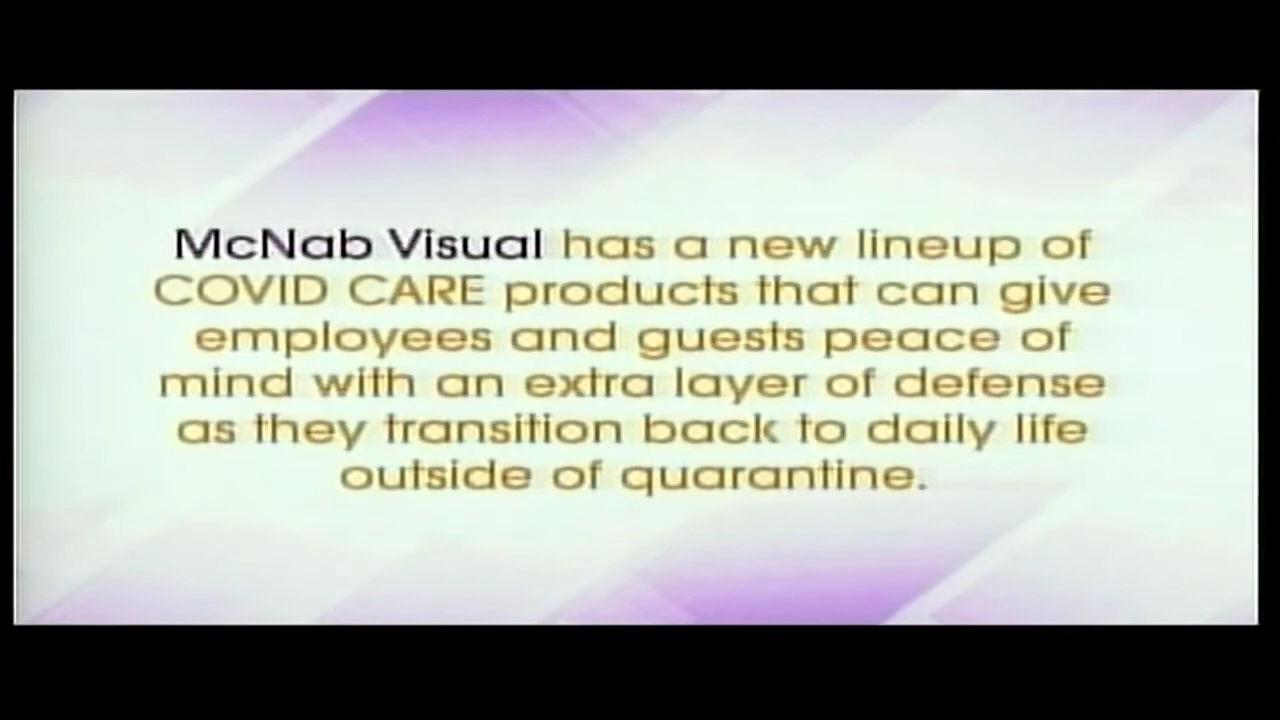 McNab Visual has a new lineup of
COVID CARE products that can give
employees and guests peace of
mind with an extra layer of defense
as they transition back to daily life
outside of quarantine.